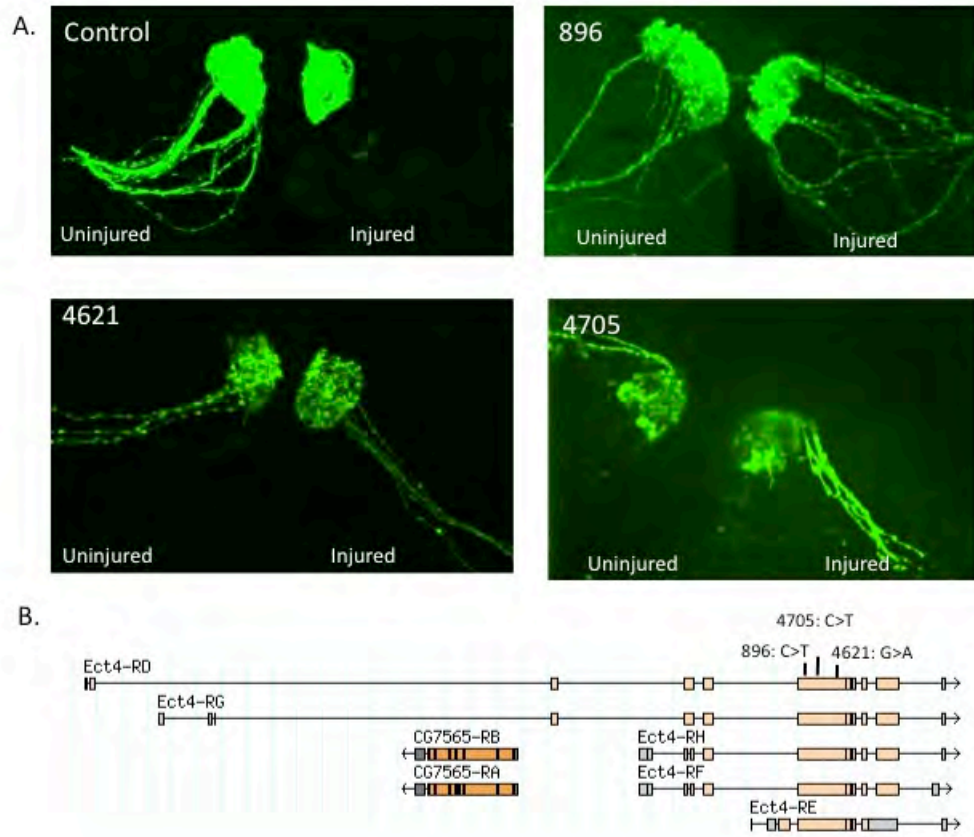 A.
Control
Uninjured
Injured
896
Uninjured
Injured
4621
Uninjured
Injured
4705
Uninjured
Injured
B.
4705: C>T
896: C>T
4621: G>A
Ect4-RD
Ect4-RG
CG7565-RB
Ect4-RH
CG7565-RA
Ect4-RF
Ect4-RE